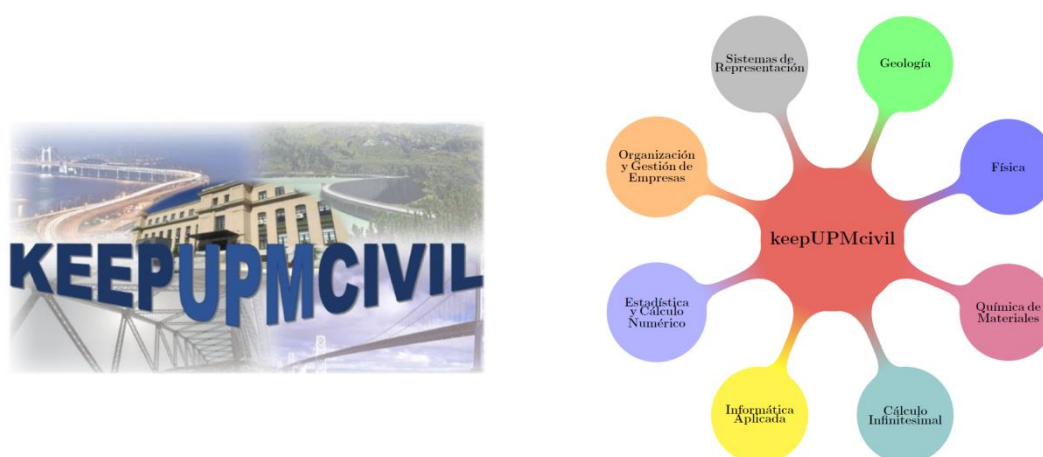 KEEPUPMCIVIL
Sistemas de
Representación
Geología
Organización
y Gestión de
Empresas
Física
keepUPMcivil
Estadística
y Cálculo
Numérico
Química de
Materiales
Informática
Aplicada
Cálculo
Infinitesimal